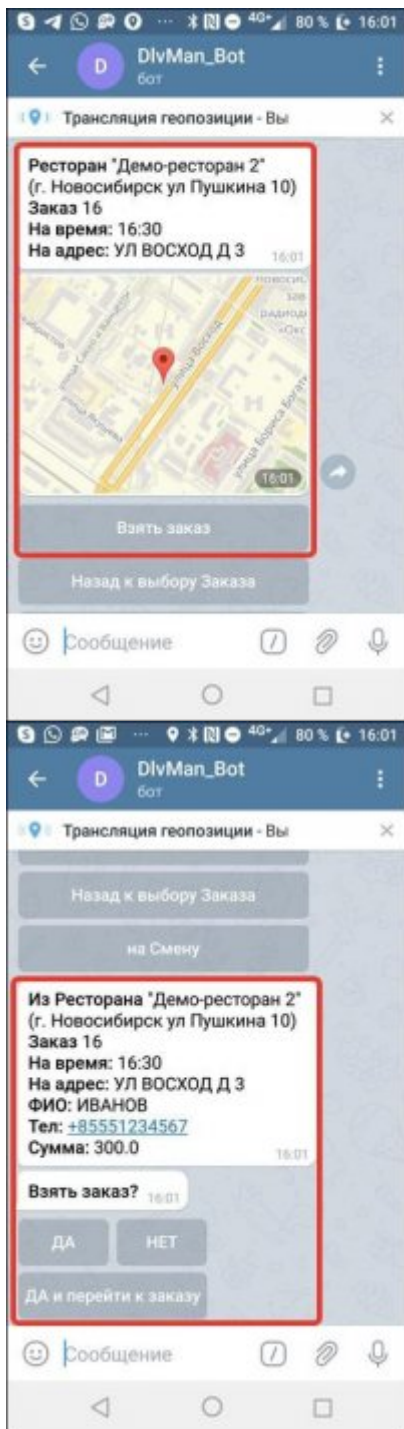 4G+ 80 % 16:01
D
DlvMan_Bot
бот
Трансляция геопозиции - Вы
Ресторан "Демо-ресторан 2"
(г. Новосибирск ул Пушкина 10)
Заказ 16
На время: 16:30
На адрес: УЛ ВОСХОД Д 3
16:01
улица Восход
16:01
Взять заказ
Назад к выбору Заказа
Сообщение
4G+ 80 % 16:01
D
DlvMan_Bot
бот
Трансляция геопозиции - Вы
Назад к выбору Заказа
на Смену
Из Ресторана "Демо-ресторан 2"
(г. Новосибирск ул Пушкина 10)
Заказ 16
На время: 16:30
На адрес: УЛ ВОСХОД Д 3
ФИО: ИВАНОВ
Тел: +85551234567
Сумма: 300.0
16:01
Взять заказ? 16:01
ДА НЕТ
ДА и перейти к заказу
Сообщение